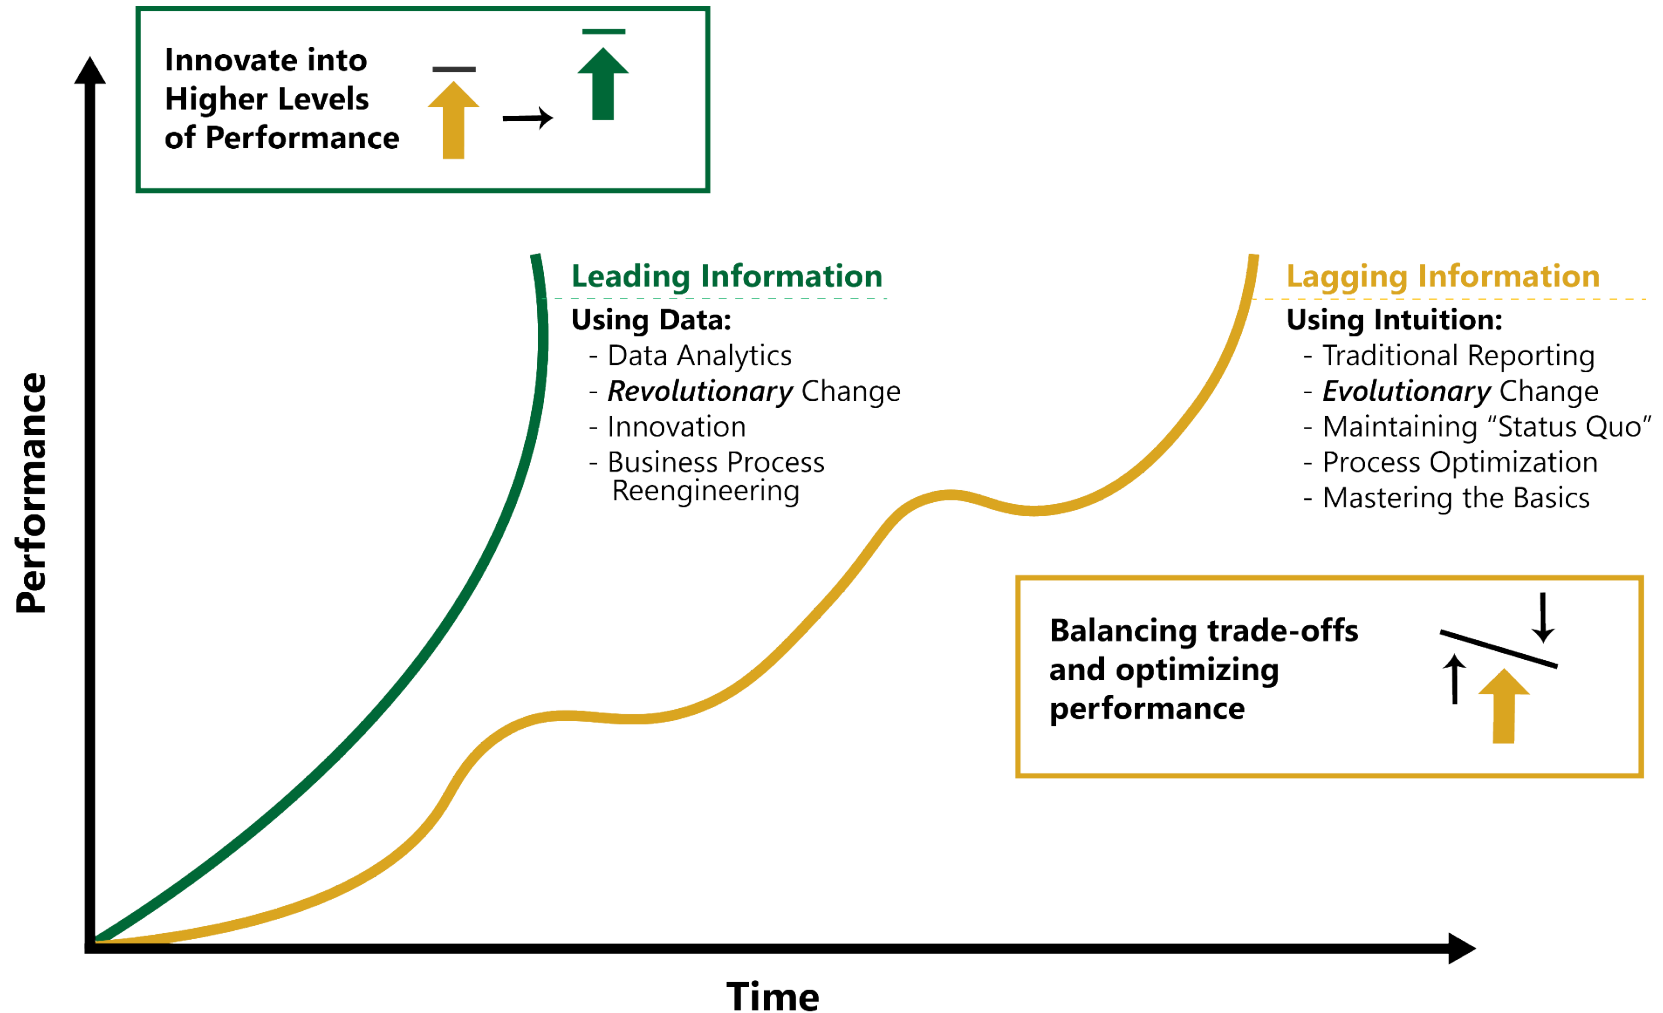 Innovate into
Higher Levels
of Performance
Leading Information
Using Data:
- Data Analytics
- Revolutionary Change
- Innovation
- Business Process
Reengineering
Lagging Information
Using Intuition:
- Traditional Reporting
- Evolutionary Change
- Maintaining “Status Quo”
- Process Optimization
- Mastering the Basics
Balancing trade-offs
and optimizing
performance
Performance
Time